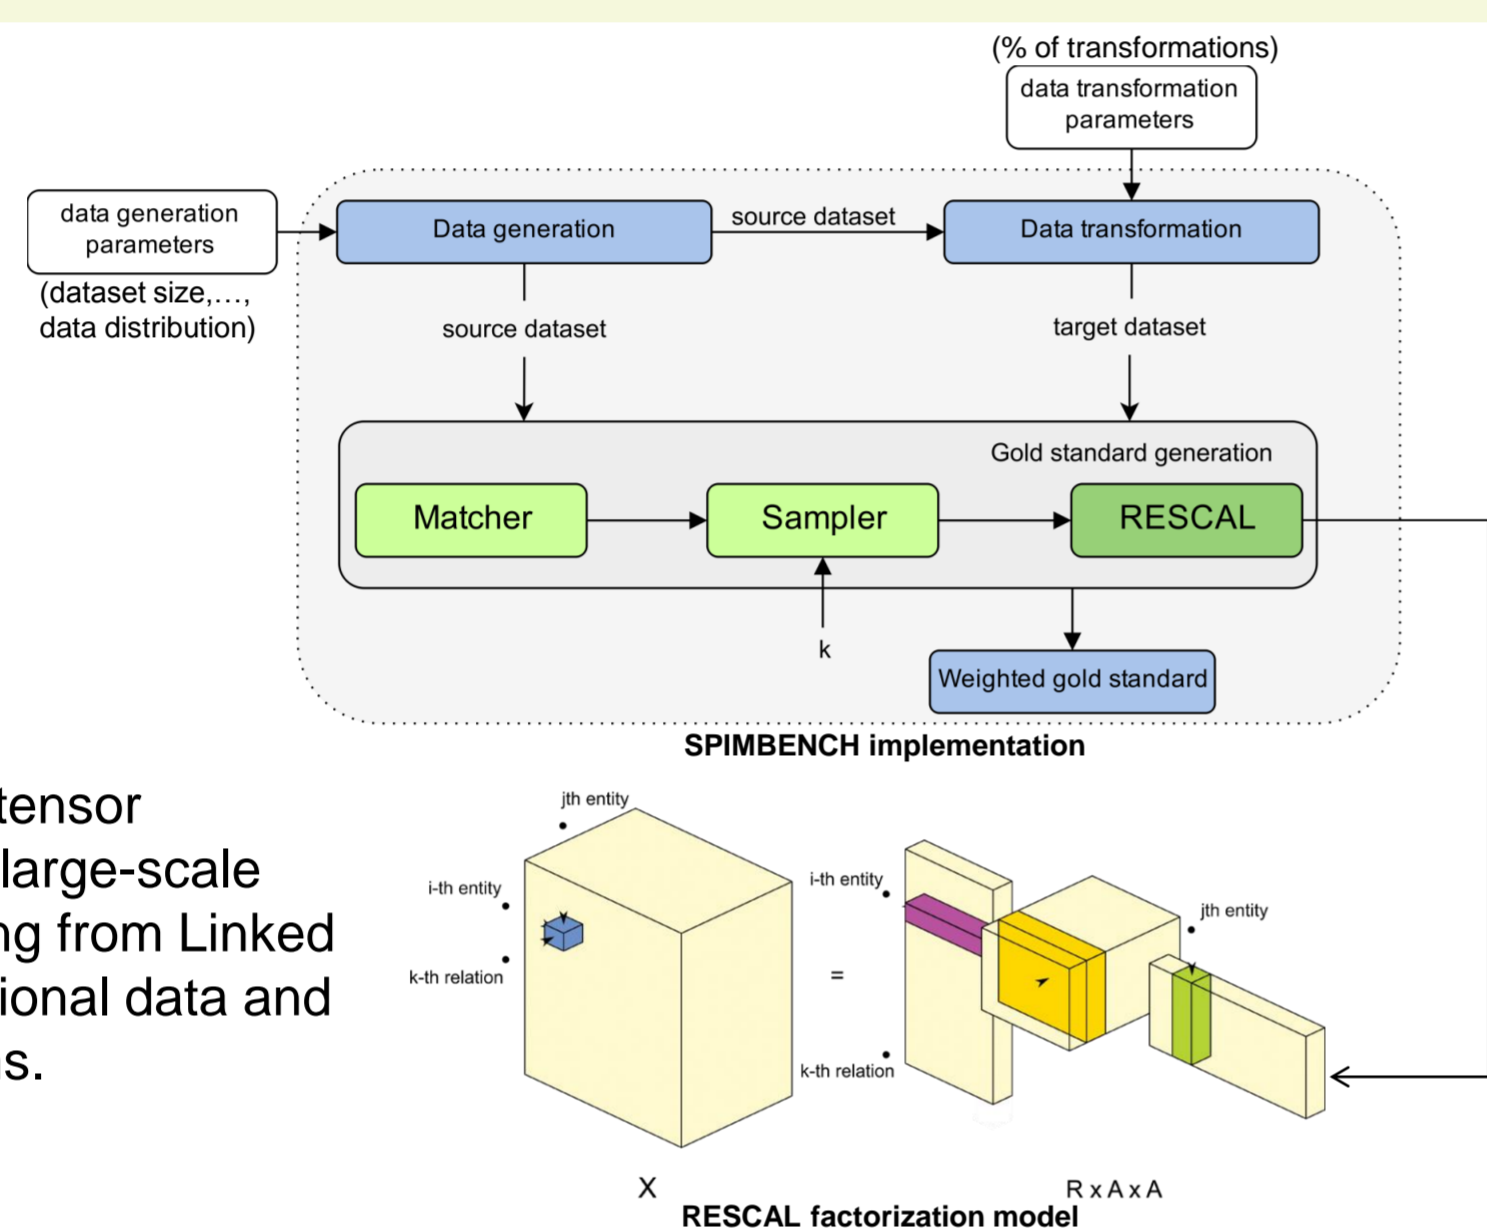 (% of transformations)
data transformation
parameters
data generation
parameters
(dataset size,…,
data distribution)
Data generation
source dataset
Data transformation
source dataset
target dataset
Gold standard generation
Matcher
Sampler
RESCAL
k
Weighted gold standard
SPIMBENCH implementation
tensor
large-scale
from Linked
data and
jth entity
i-th entity
k-th relation
=
i-th entity
jth entity
k-th relation
X
R x A x A
RESCAL factorization model